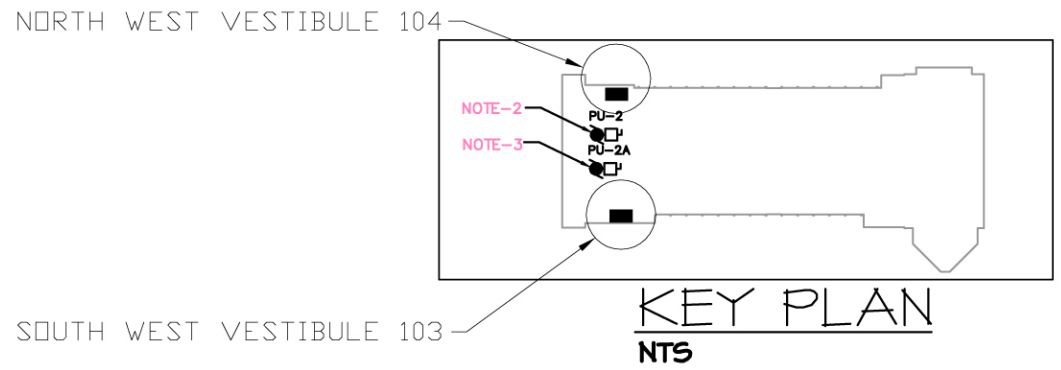 NORTH WEST VESTIBULE 104
NOTE-2
PU-2
NOTE-3
PU-2A
SOUTH WEST VESTIBULE 103
KEY PLAN
NTS